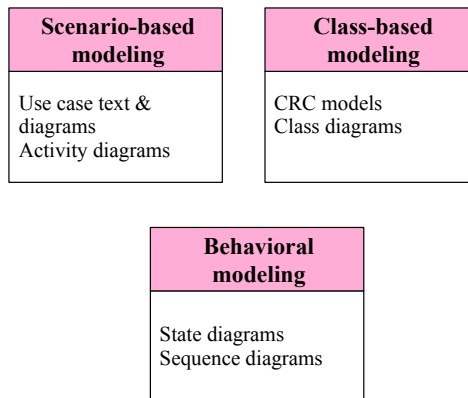 Scenario-based
modeling
Use case text &
diagrams
Activity diagrams
Class-based
modeling
CRC models
Class diagrams
Behavioral
modeling
State diagrams
Sequence diagrams